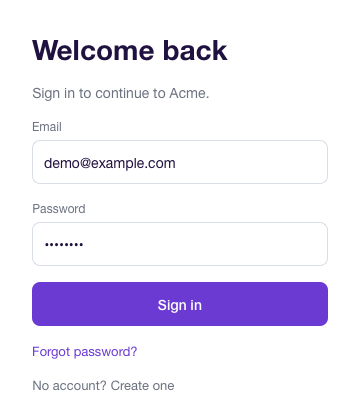 Welcome back
Sign in to continue to Acme.
Email
demo@example.com
Password
••••••••
Sign in
Forgot password?
No account? Create one